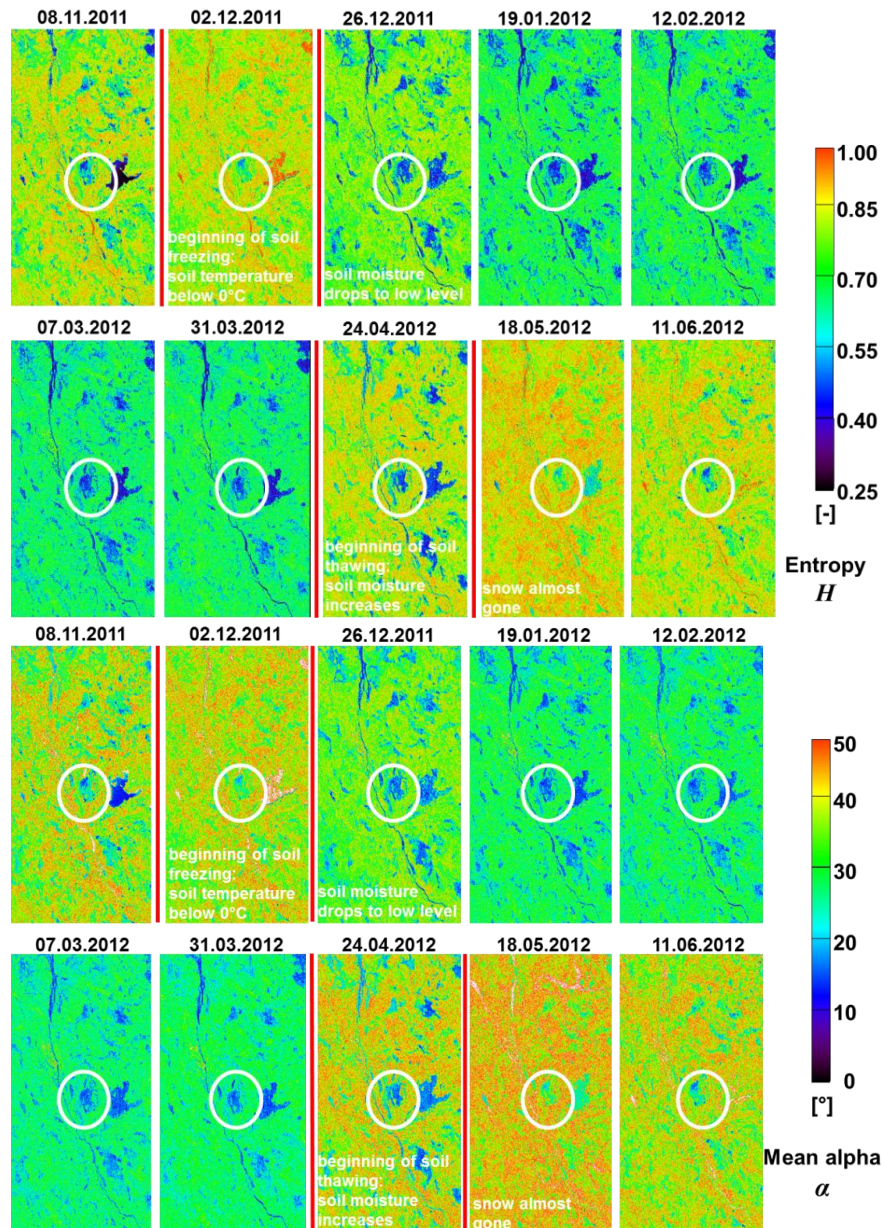 08.11.2011 02.12.2011 26.12.2011 19.01.2012 12.02.2012
beginning of soil
freezing:
soil temperature
below 0°C
soil moisture
drops to low level
07.03.2012 31.03.2012 24.04.2012 18.05.2012 11.06.2012
beginning of soil
thawing:
soil moisture
increases
snow almost
gone
1.00
0.85
0.70
0.55
0.40
0.25
[-]
Entropy
H
08.11.2011 02.12.2011 26.12.2011 19.01.2012 12.02.2012
beginning of soil
freezing:
soil temperature
below 0°C
soil moisture
drops to low level
07.03.2012 31.03.2012 24.04.2012 18.05.2012 11.06.2012
beginning of soil
thawing:
soil moisture
increases
snow almost
gone
50
40
30
20
10
0
[°]
Mean alpha
α